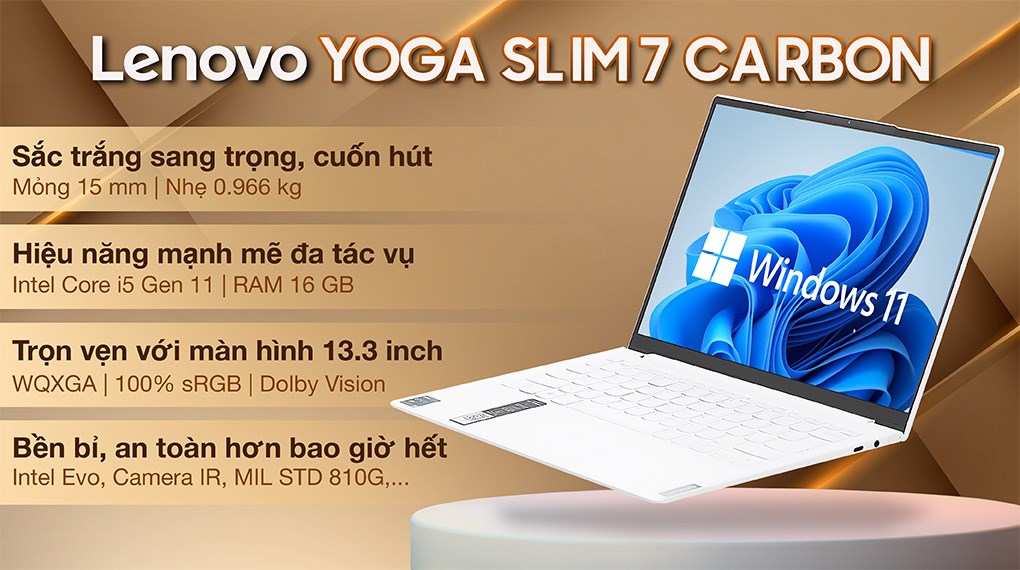 Lenovo YOGA SLIM 7 CARBON
Sắc trắng sang trọng, cuốn hút
Mỏng 15 mm | Nhẹ 0.966 kg
Hiệu năng mạnh mẽ đa tác vụ
Intel Core i5 Gen 11 | RAM 16 GB
Trọn vẹn với màn hình 13.3 inch
WQXGA | 100% sRGB | Dolby Vision
Bền bỉ, an toàn hơn bao giờ hết
Intel Evo, Camera IR, MIL STD 810G,...
Windows 11